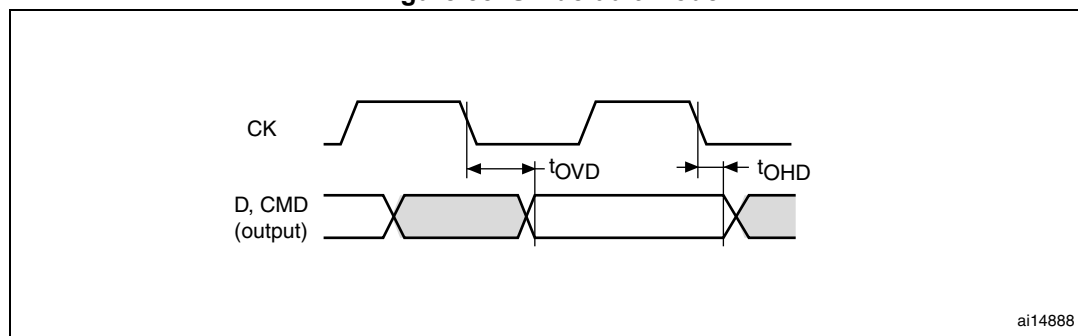 CK
tOVD
tOHD
D, CMD
(output)
ai14888